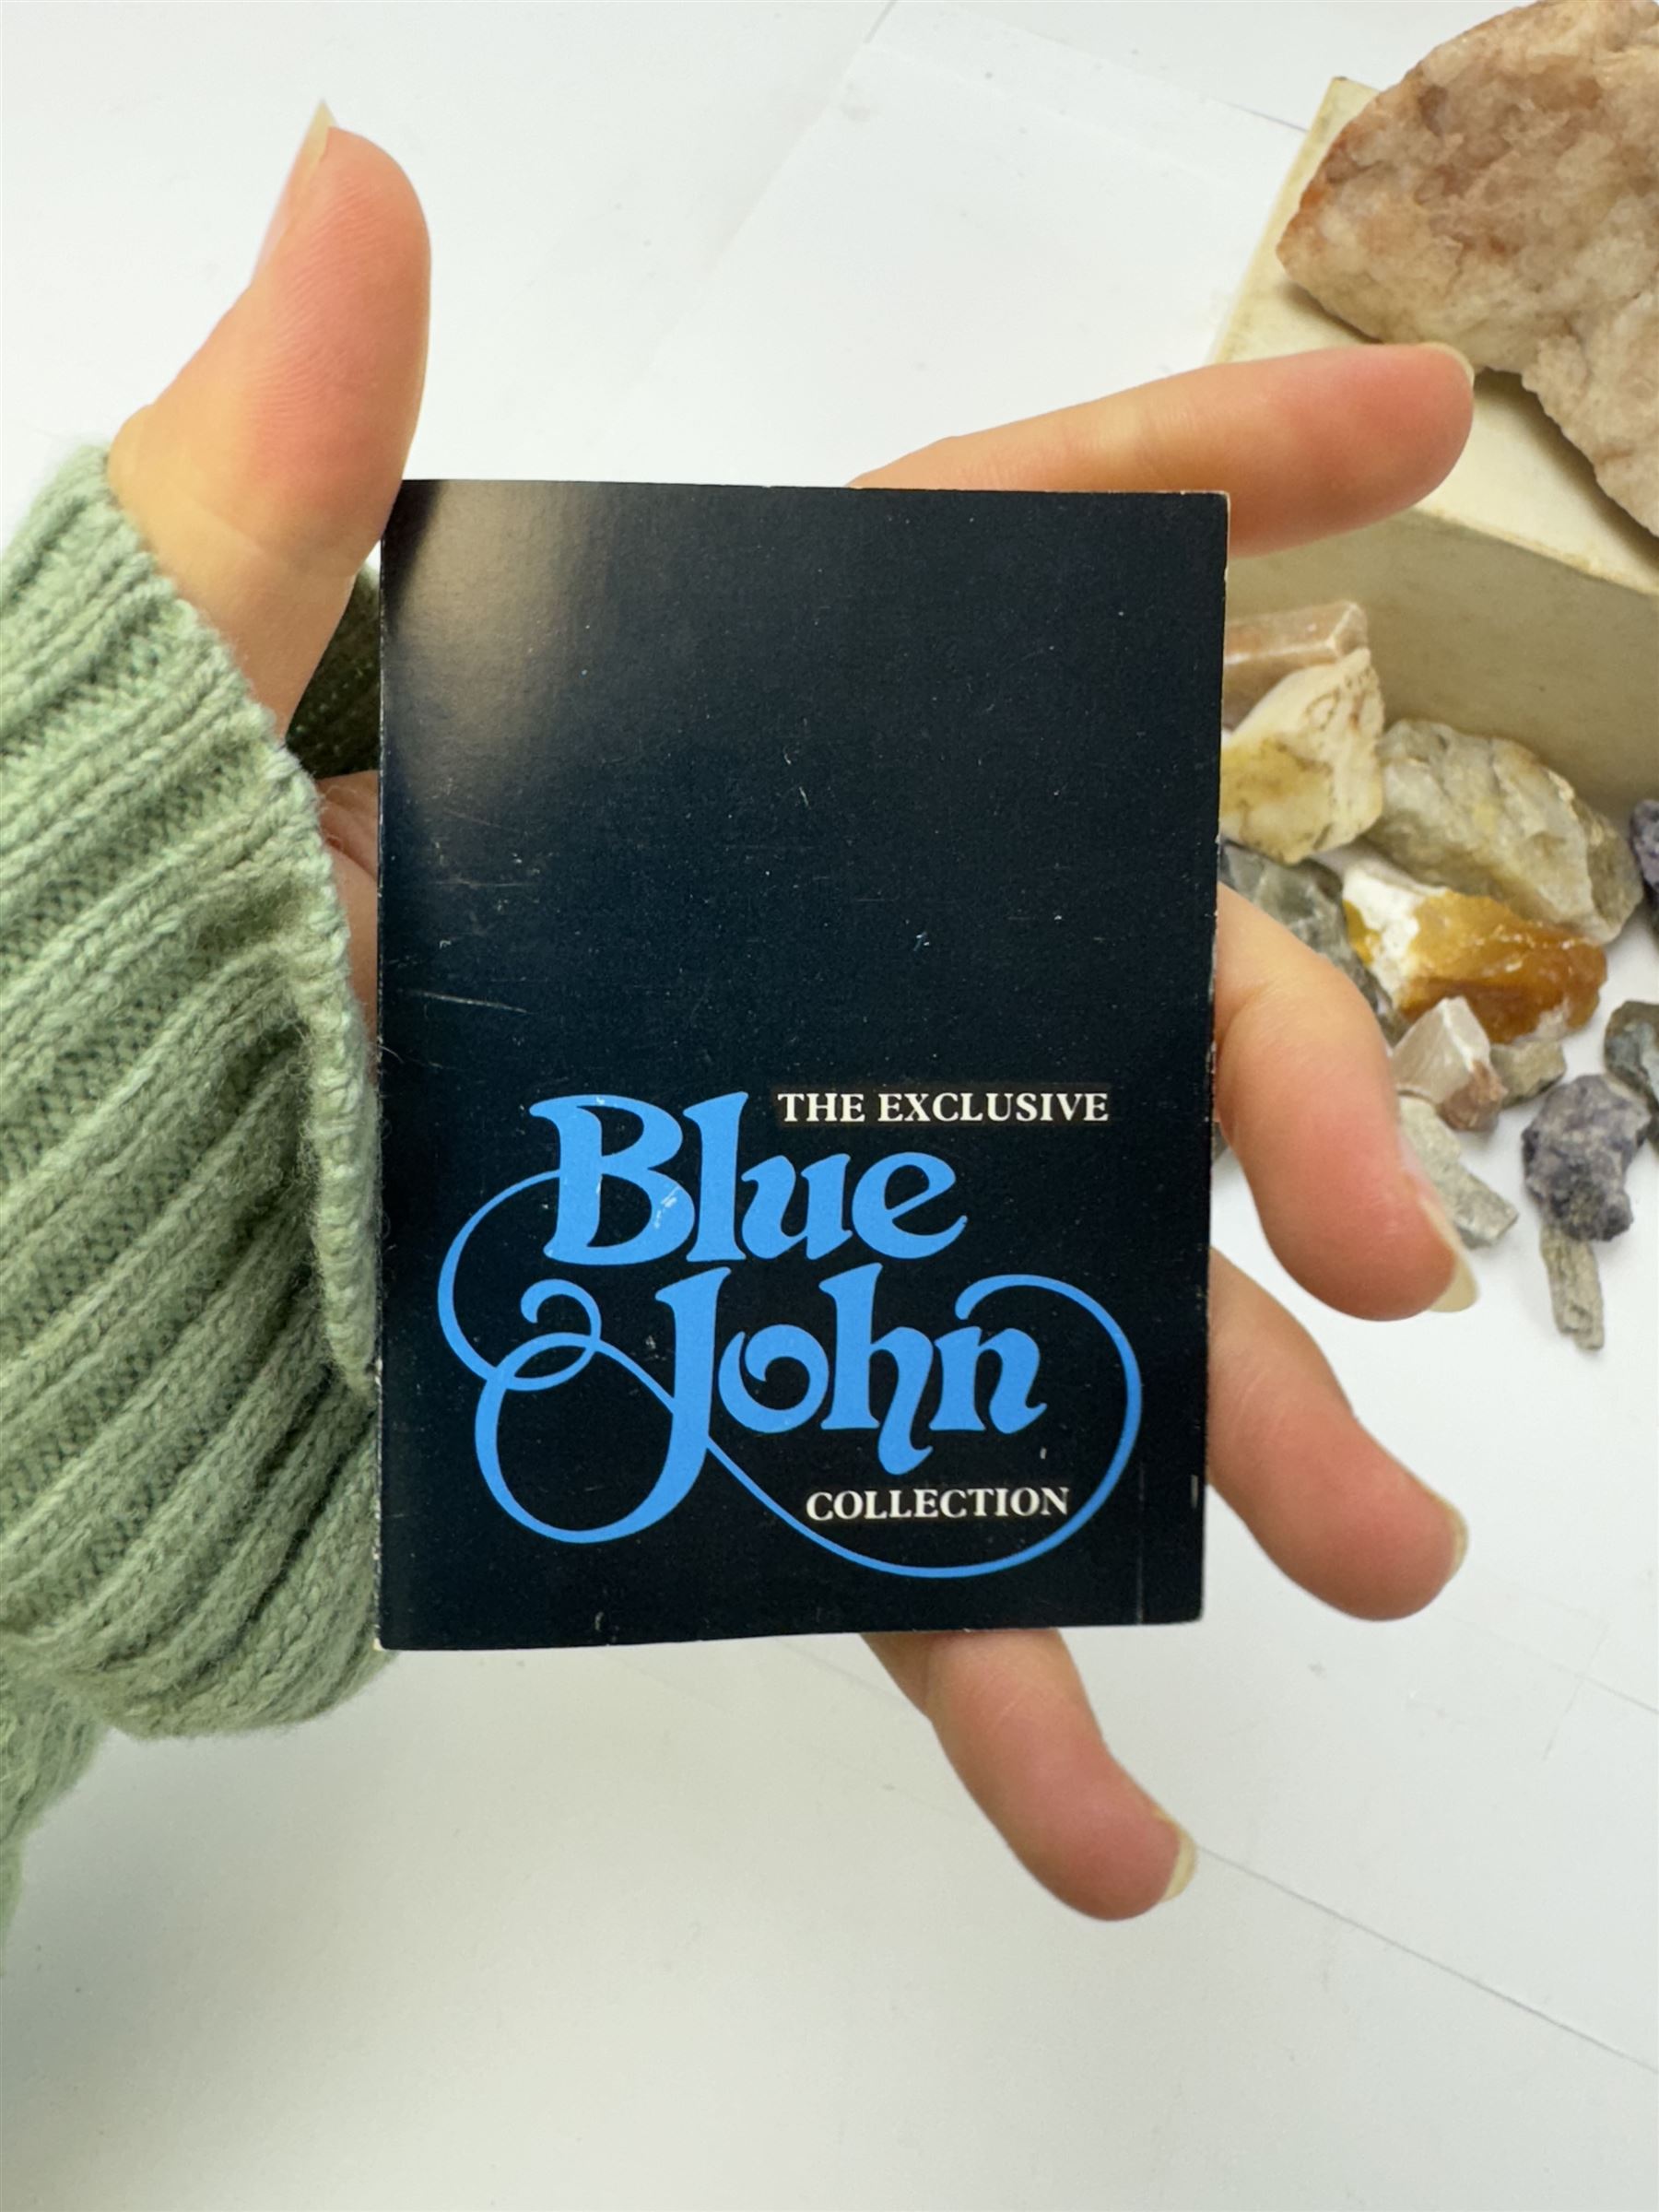 THE EXCLUSIVE
Blue
John
COLLECTION